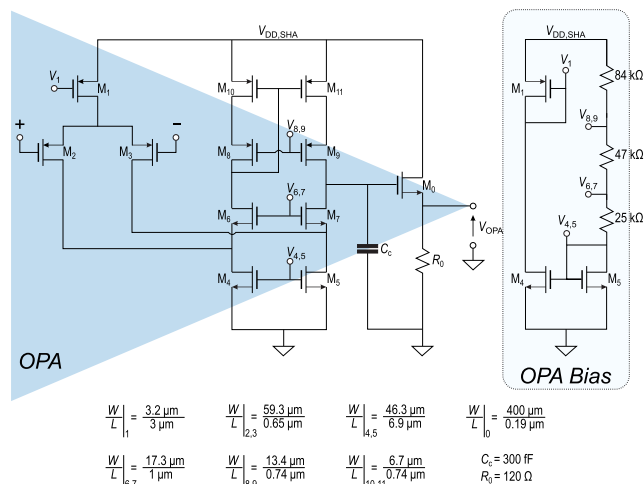 V_DD,SHA
V_DD,SHA
V_1
M_1
M_10
M_11
M_1
V_1
84 kΩ
+
−
M_2
M_3
M_8
V_8,9
M_9
V_8,9
47 kΩ
M_0
V_6,7
M_6
M_7
V_6,7
25 kΩ
V_OPA
V_4,5
C_c
R_0
V_4,5
M_4
M_5
M_4
M_5
OPA
OPA Bias
W/L|_1 = 3.2 µm/3 µm
W/L|_2,3 = 59.3 µm/0.65 µm
W/L|_4,5 = 46.3 µm/6.9 µm
W/L|_0 = 400 µm/0.19 µm
W/L|_6,7 = 17.3 µm/1 µm
W/L|_8,9 = 13.4 µm/0.74 µm
W/L|_10,11 = 6.7 µm/0.74 µm
C_c = 300 fF
R_0 = 120 Ω